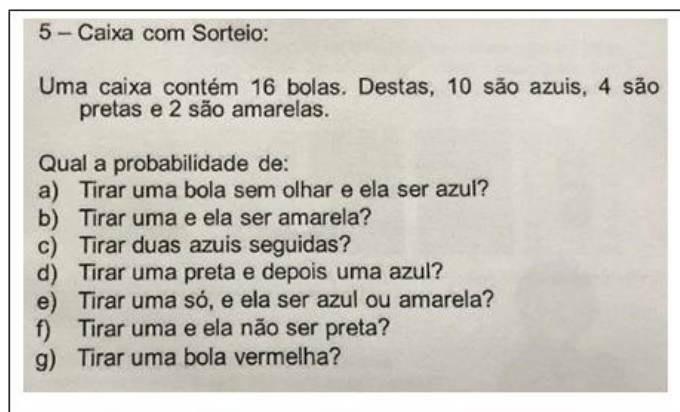 5 – Caixa com Sorteio:
Uma caixa contém 16 bolas. Destas, 10 são azuis, 4 são
pretas e 2 são amarelas.
Qual a probabilidade de:
a) Tirar uma bola sem olhar e ela ser azul?
b) Tirar uma e ela ser amarela?
c) Tirar duas azuis seguidas?
d) Tirar uma preta e depois uma azul?
e) Tirar uma só, e ela ser azul ou amarela?
f) Tirar uma e ela não ser preta?
g) Tirar uma bola vermelha?